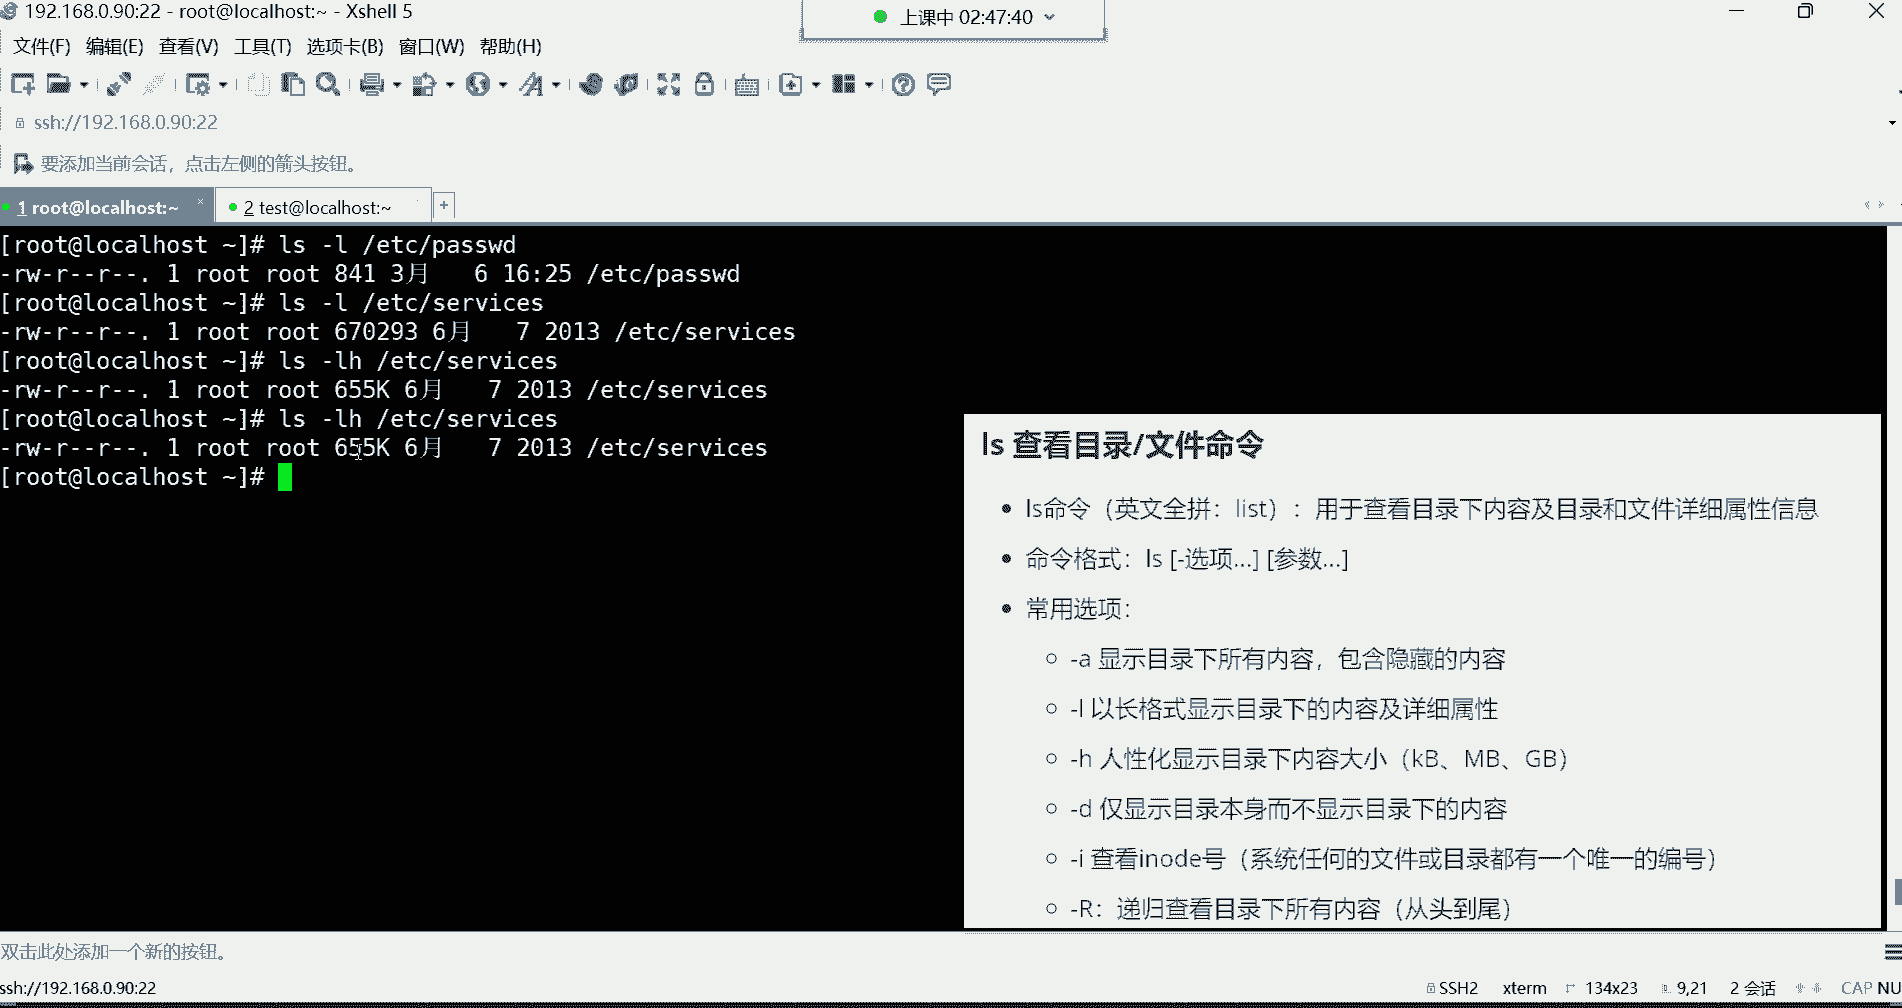 192.168.0.90:22 - root@localhost:~ - Xshell 5
上课中 02:47:40
文件(F) 编辑(E) 查看(V) 工具(T) 选项卡(B) 窗口(W) 帮助(H)
ssh://192.168.0.90:22
要添加当前会话，点击左侧的箭头按钮。
1 root@localhost:~ × 2 test@localhost:~ +
[root@localhost ~]# ls -l /etc/passwd
-rw-r--r--. 1 root root 841 3月   6 16:25 /etc/passwd
[root@localhost ~]# ls -l /etc/services
-rw-r--r--. 1 root root 670293 6月   7 2013 /etc/services
[root@localhost ~]# ls -lh /etc/services
-rw-r--r--. 1 root root 655K 6月   7 2013 /etc/services
[root@localhost ~]# ls -lh /etc/services
-rw-r--r--. 1 root root 655K 6月   7 2013 /etc/services
[root@localhost ~]#
ls 查看目录/文件命令
• ls命令（英文全拼：list）：用于查看目录下内容及目录和文件详细属性信息
• 命令格式：ls [-选项...] [参数...]
• 常用选项：
○ -a 显示目录下所有内容，包含隐藏的内容
○ -l 以长格式显示目录下的内容及详细属性
○ -h 人性化显示目录下内容大小（kB、MB、GB）
○ -d 仅显示目录本身而不显示目录下的内容
○ -i 查看inode号（系统任何的文件或目录都有一个唯一的编号）
○ -R：递归查看目录下所有内容（从头到尾）
双击此处添加一个新的按钮。
ssh://192.168.0.90:22 SSH2 xterm 134x23 9,21 2 会话 CAP NU